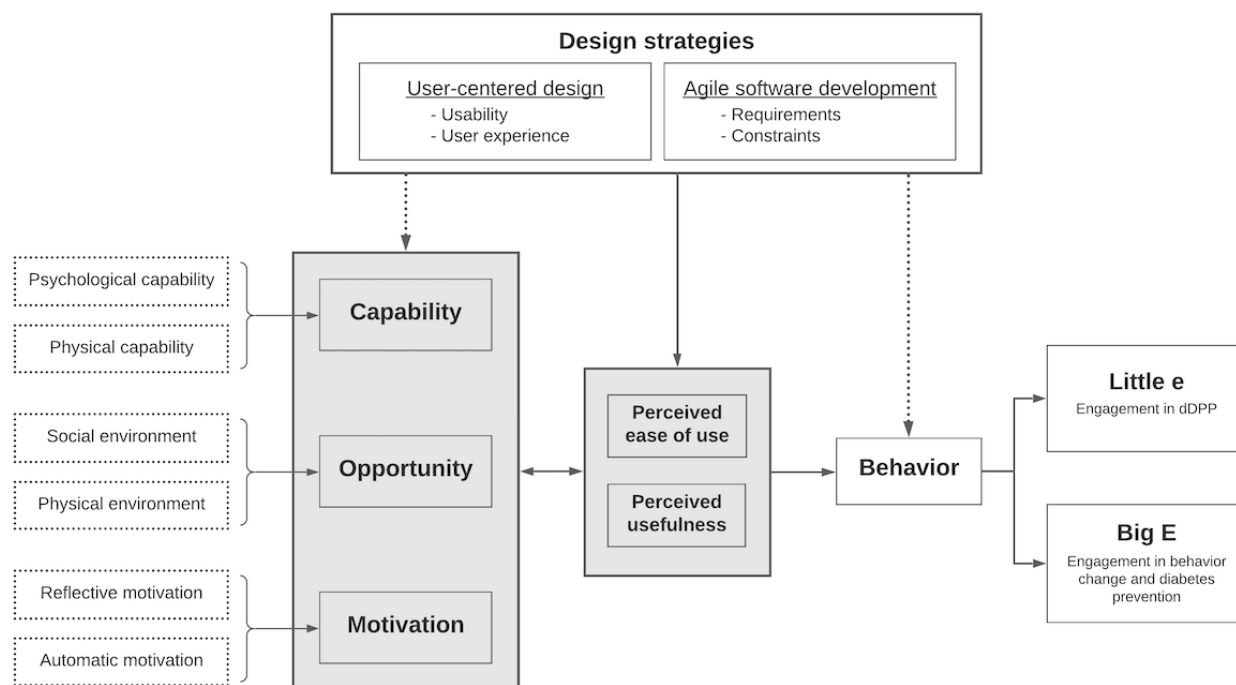 Design strategies
User-centered design
- Usability
- User experience
Agile software development
- Requirements
- Constraints
Psychological capability
Physical capability
Social environment
Physical environment
Reflective motivation
Automatic motivation
Capability
Opportunity
Motivation
Perceived
ease of use
Perceived
usefulness
Behavior
Little e
Engagement in dDPP
Big E
Engagement in behavior
change and diabetes
prevention